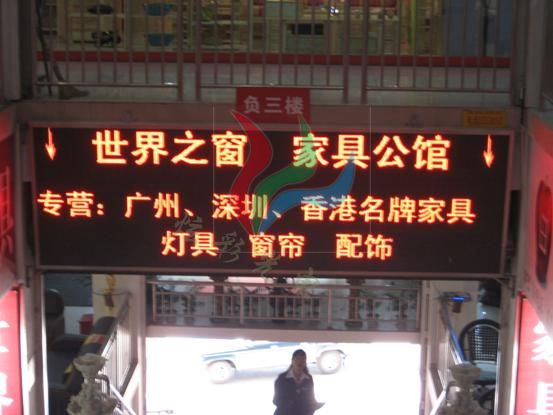 负三楼
世界之窗 家具公馆
专营：广州、深圳、香港名牌家具
灯具 窗帘 配饰